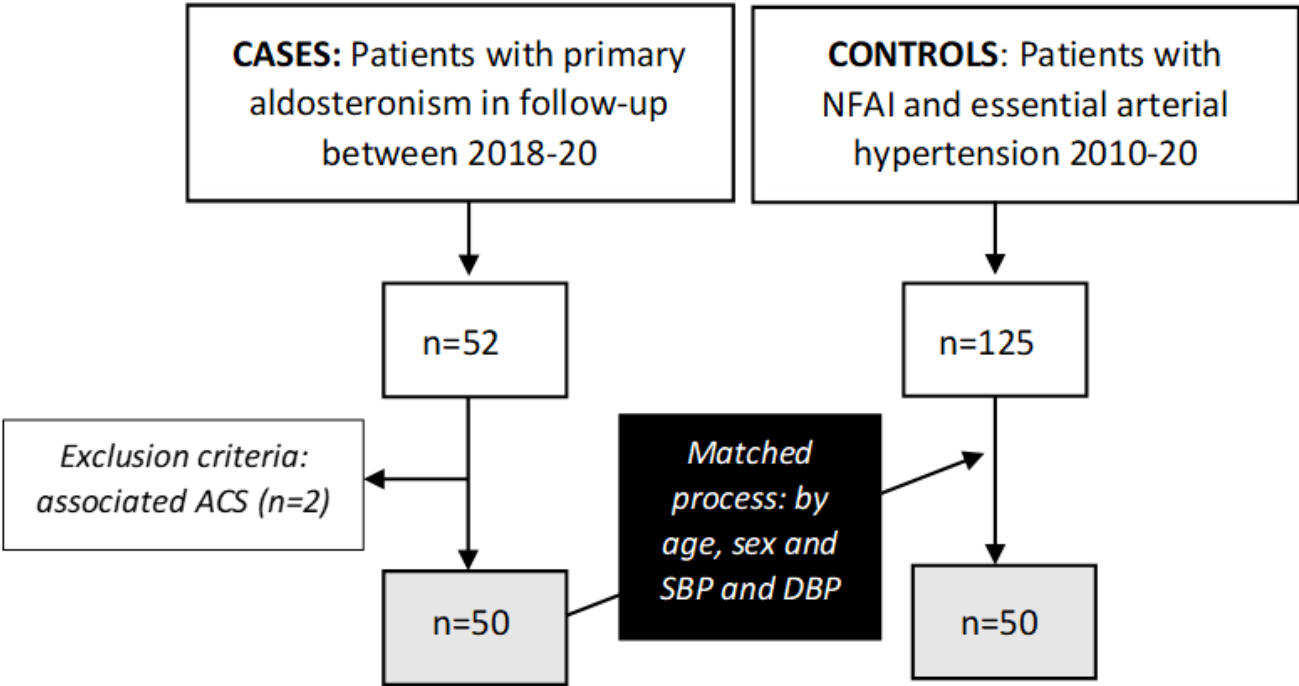 CASES: Patients with primary
aldosteronism in follow-up
between 2018-20
CONTROLS: Patients with
NFAI and essential arterial
hypertension 2010-20
n=52
n=125
Exclusion criteria:
associated ACS (n=2)
Matched
process: by
age, sex and
SBP and DBP
n=50
n=50